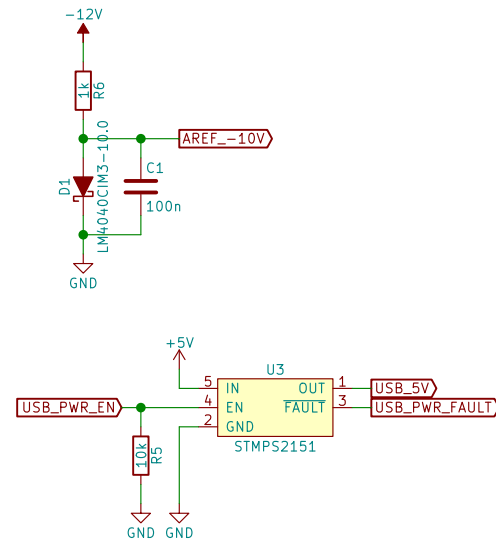 -12V
1k
R6
AREF_-10V
D1
LM4040CIM3-10.0
C1
100n
GND
+5V
U3
5 IN OUT 1 USB_5V
USB_PWR_EN 4 EN FAULT 3 USB_PWR_FAULT
2 GND
STMPS2151
10k
R5
GND GND